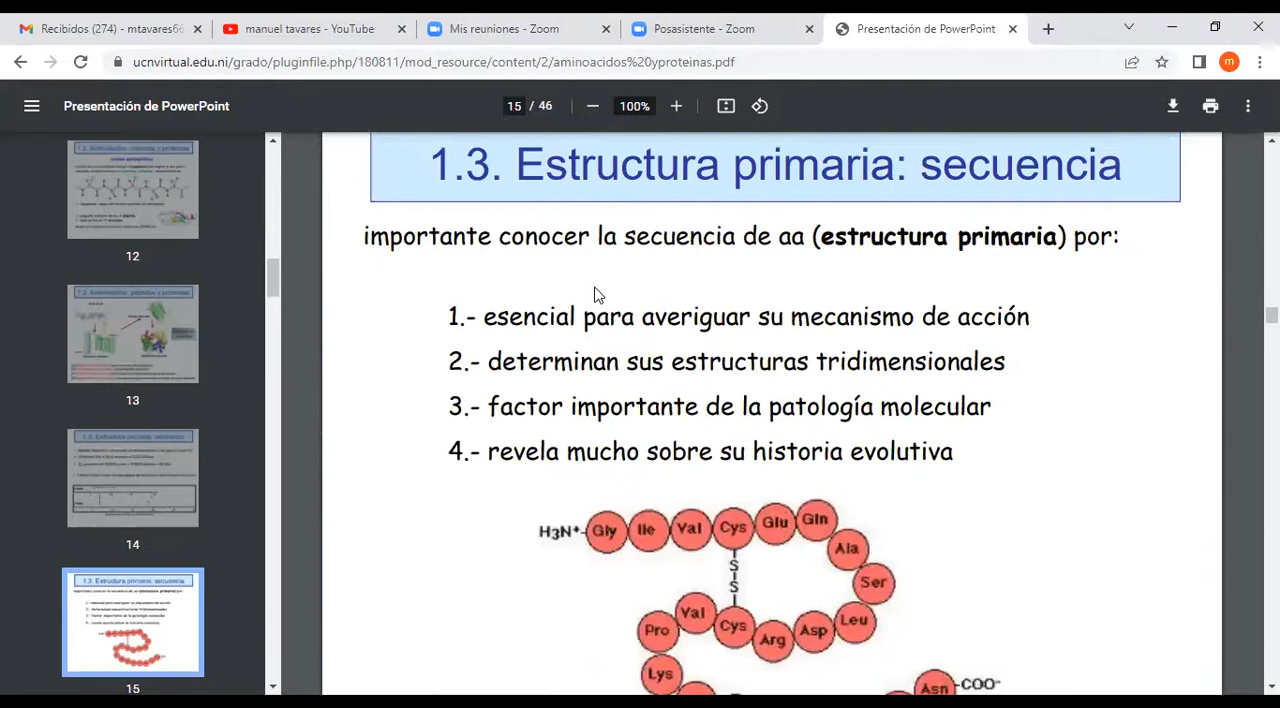 Recibidos (274) - mtavares66
manuel tavares - YouTube
Mis reuniones - Zoom
Posasistente - Zoom
Presentación de PowerPoint
ucnvirtual.edu.ni/grado/pluginfile.php/180811/mod_resource/content/2/aminoacidos%20yproteinas.pdf
m
Presentación de PowerPoint
15 / 46
100%
12
13
14
15
1.3. Estructura primaria: secuencia
importante conocer la secuencia de aa (estructura primaria) por:
1.- esencial para averiguar su mecanismo de acción
2.- determinan sus estructuras tridimensionales
3.- factor importante de la patología molecular
4.- revela mucho sobre su historia evolutiva
H3N+ Gly Ile Val Cys Glu Gln
Ala
Ser
S
S
Pro Val Cys Arg Asp Leu
Lys
Asn COO-